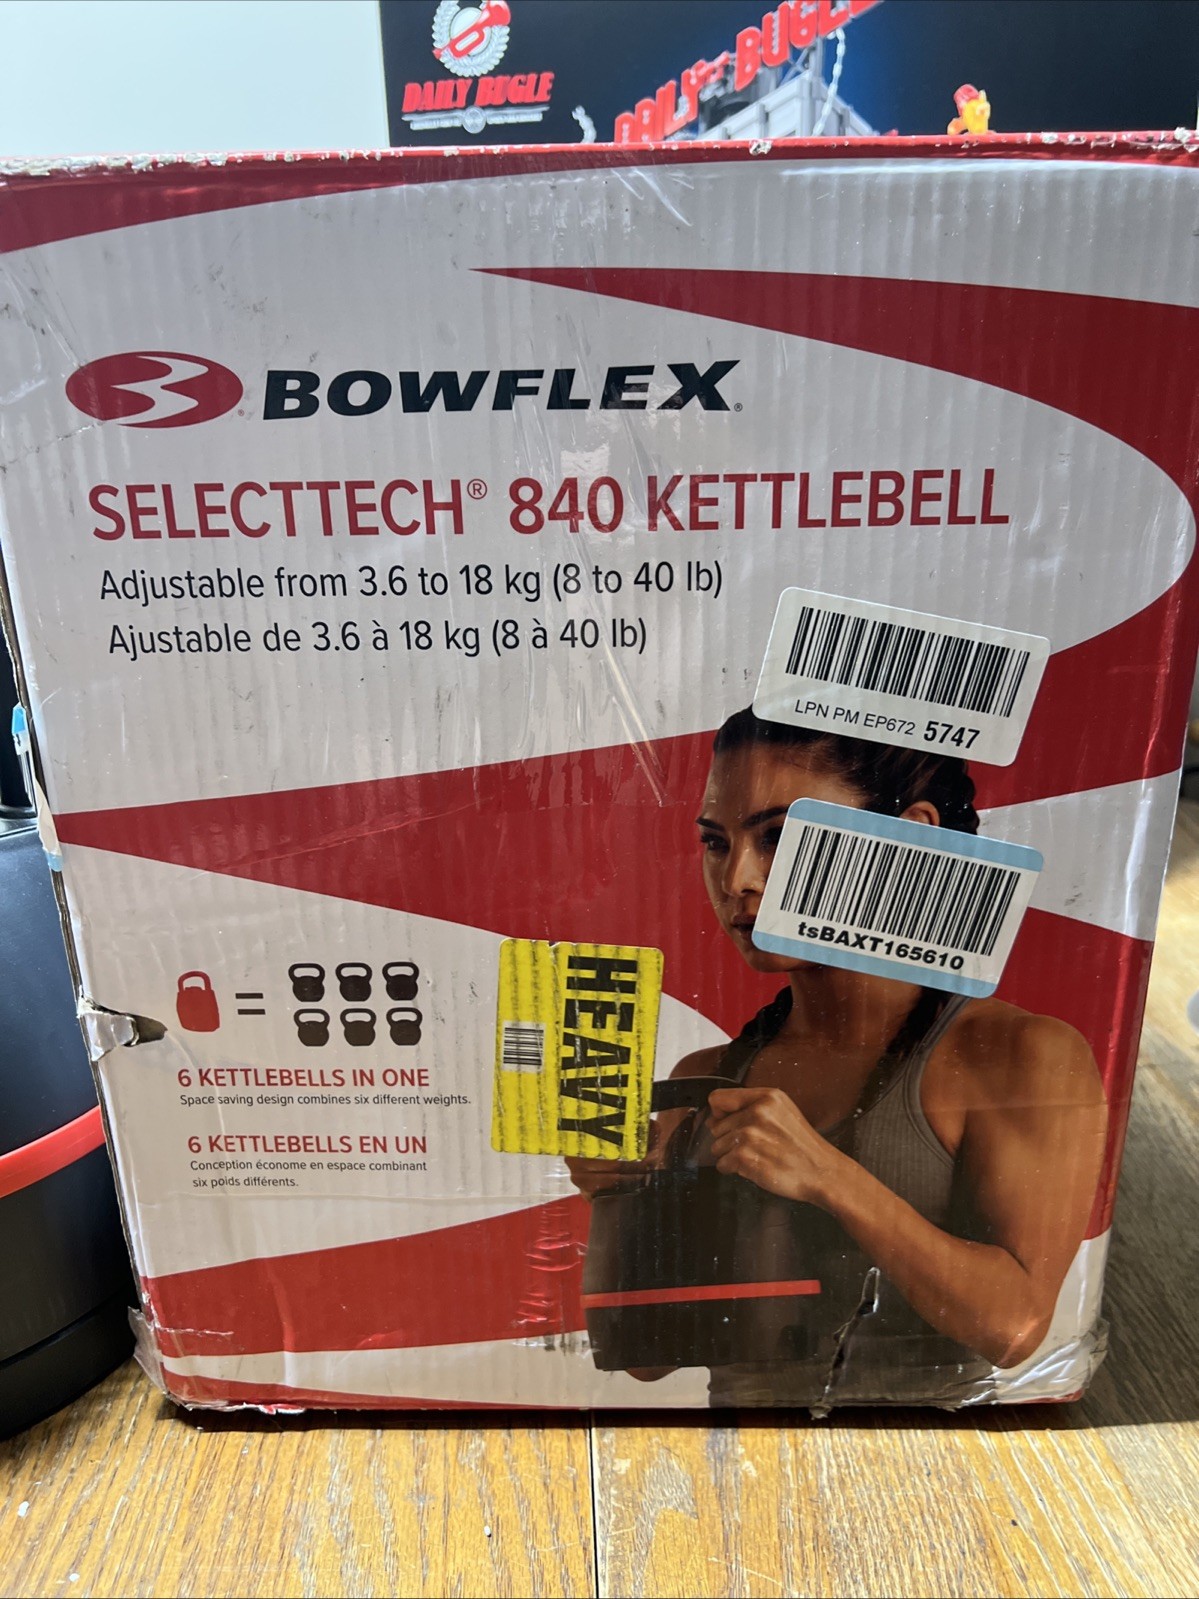 DAILY BUGLE
DAILY BUGLE
BOWFLEX®
SELECTTECH® 840 KETTLEBELL
Adjustable from 3.6 to 18 kg (8 to 40 lb)
Ajustable de 3.6 à 18 kg (8 à 40 lb)
LPN PM EP672 5747
tsBAXT165610
HEAVY
=
6 KETTLEBELLS IN ONE
Space saving design combines six different weights.
6 KETTLEBELLS EN UN
Conception économe en espace combinant
six poids différents.